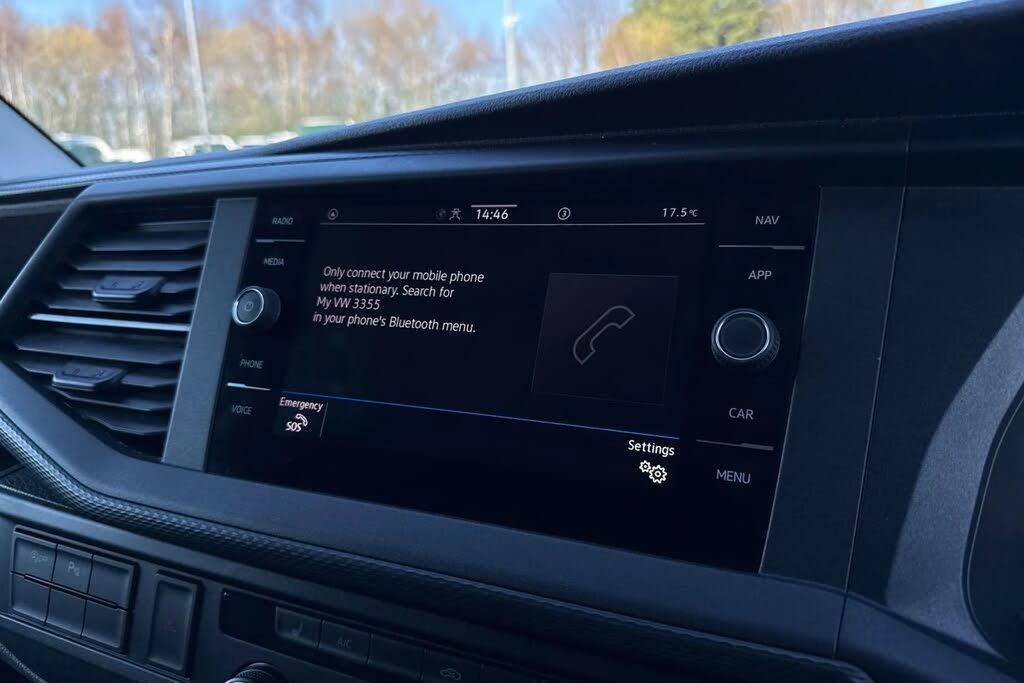 RADIO
MEDIA
PHONE
VOICE
14:46
3
17.5°C
Only connect your mobile phone
when stationary. Search for
My VW 3355
in your phone's Bluetooth menu.
Emergency
SOS
Settings
NAV
APP
CAR
MENU
A/C